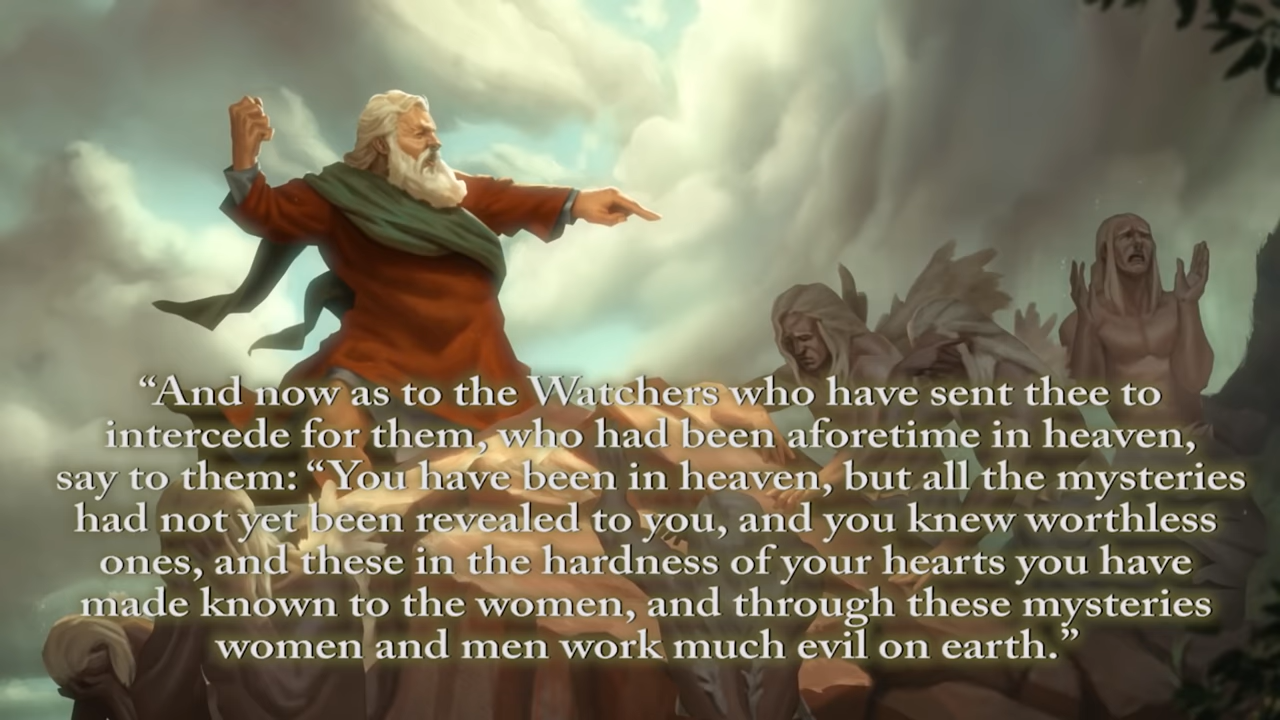 “And now as to the Watchers who have sent thee to
intercede for them, who had been aforetime in heaven,
say to them: “You have been in heaven, but all the mysteries
had not yet been revealed to you, and you knew worthless
ones, and these in the hardness of your hearts you have
made known to the women, and through these mysteries
women and men work much evil on earth.”